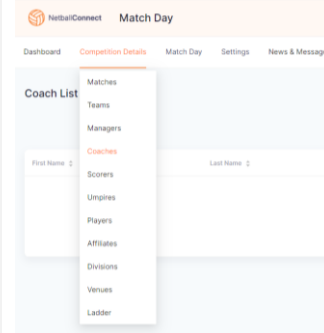 NetballConnect Match Day
Dashboard Competition Details Match Day Settings News & Messag
Matches
Coach List
Teams
Managers
Coaches
First Name Last Name
Scorers
Umpires
Players
Affiliates
Divisions
Venues
Ladder